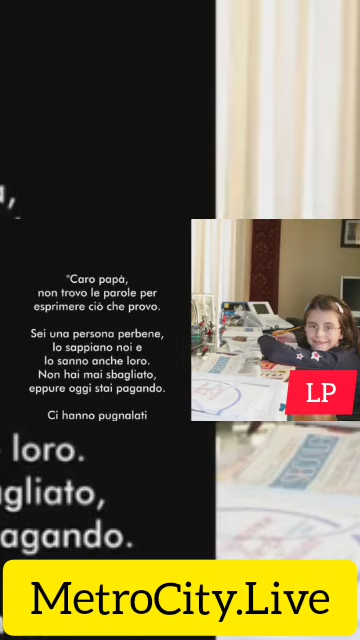 a,
"Caro papà,
non trovo le parole per
esprimere ciò che provo.
Sei una persona perbene,
lo sappiano noi e
lo sanno anche loro.
Non hai mai sbagliato,
eppure oggi stai pagando.
Ci hanno pugnalati
LP
loro.
gliato,
agando.
MetroCity.Live